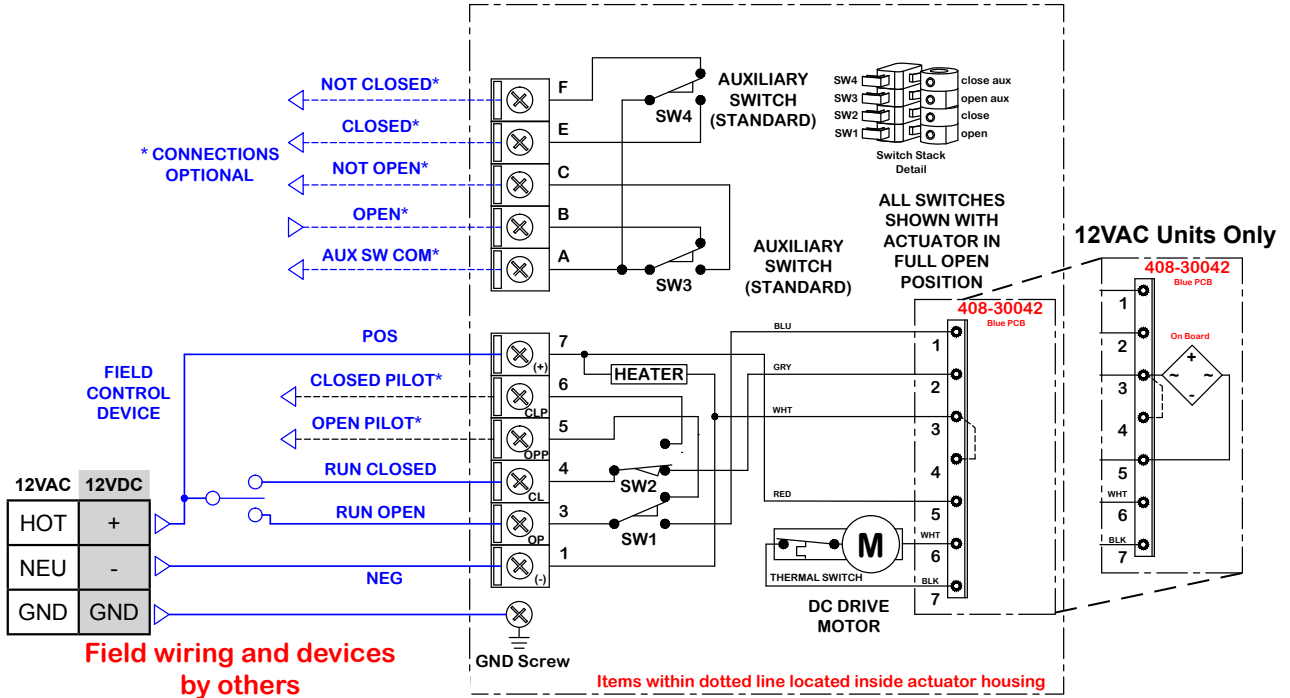 NOT CLOSED*
CLOSED*
* CONNECTIONS
OPTIONAL
NOT OPEN*
OPEN*
AUX SW COM*
F
E
C
B
A
SW4
AUXILIARY
SWITCH
(STANDARD)
SW3
AUXILIARY
SWITCH
(STANDARD)
SW4
SW3
SW2
SW1
close aux
open aux
close
open
Switch Stack
Detail
ALL SWITCHES
SHOWN WITH
ACTUATOR IN
FULL OPEN
POSITION
12VAC Units Only
408-30042
Blue PCB
1
2
3
4
5
WHT
6
BLK
7
On Board
+
~ ~
-
408-30042
Blue PCB
BLU
1
GRY
2
WHT
3
4
RED
5
WHT
6
BLK
7
POS
FIELD
CONTROL
DEVICE
CLOSED PILOT*
OPEN PILOT*
RUN CLOSED
RUN OPEN
NEG
7
(+)
6
CLP
5
OPP
4
CL
3
OP
1
(-)
HEATER
SW2
SW1
M
THERMAL SWITCH
DC DRIVE
MOTOR
12VAC 12VDC
HOT +
NEU -
GND GND
GND Screw
Field wiring and devices
by others
Items within dotted line located inside actuator housing